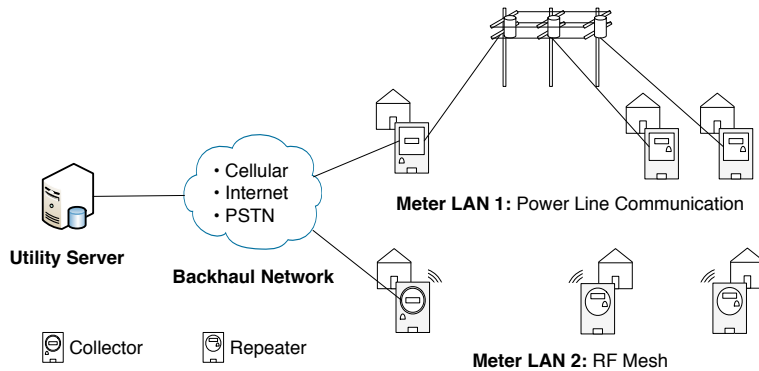 • Cellular
• Internet
• PSTN
Meter LAN 1: Power Line Communication
Utility Server
Backhaul Network
Collector
Repeater
Meter LAN 2: RF Mesh